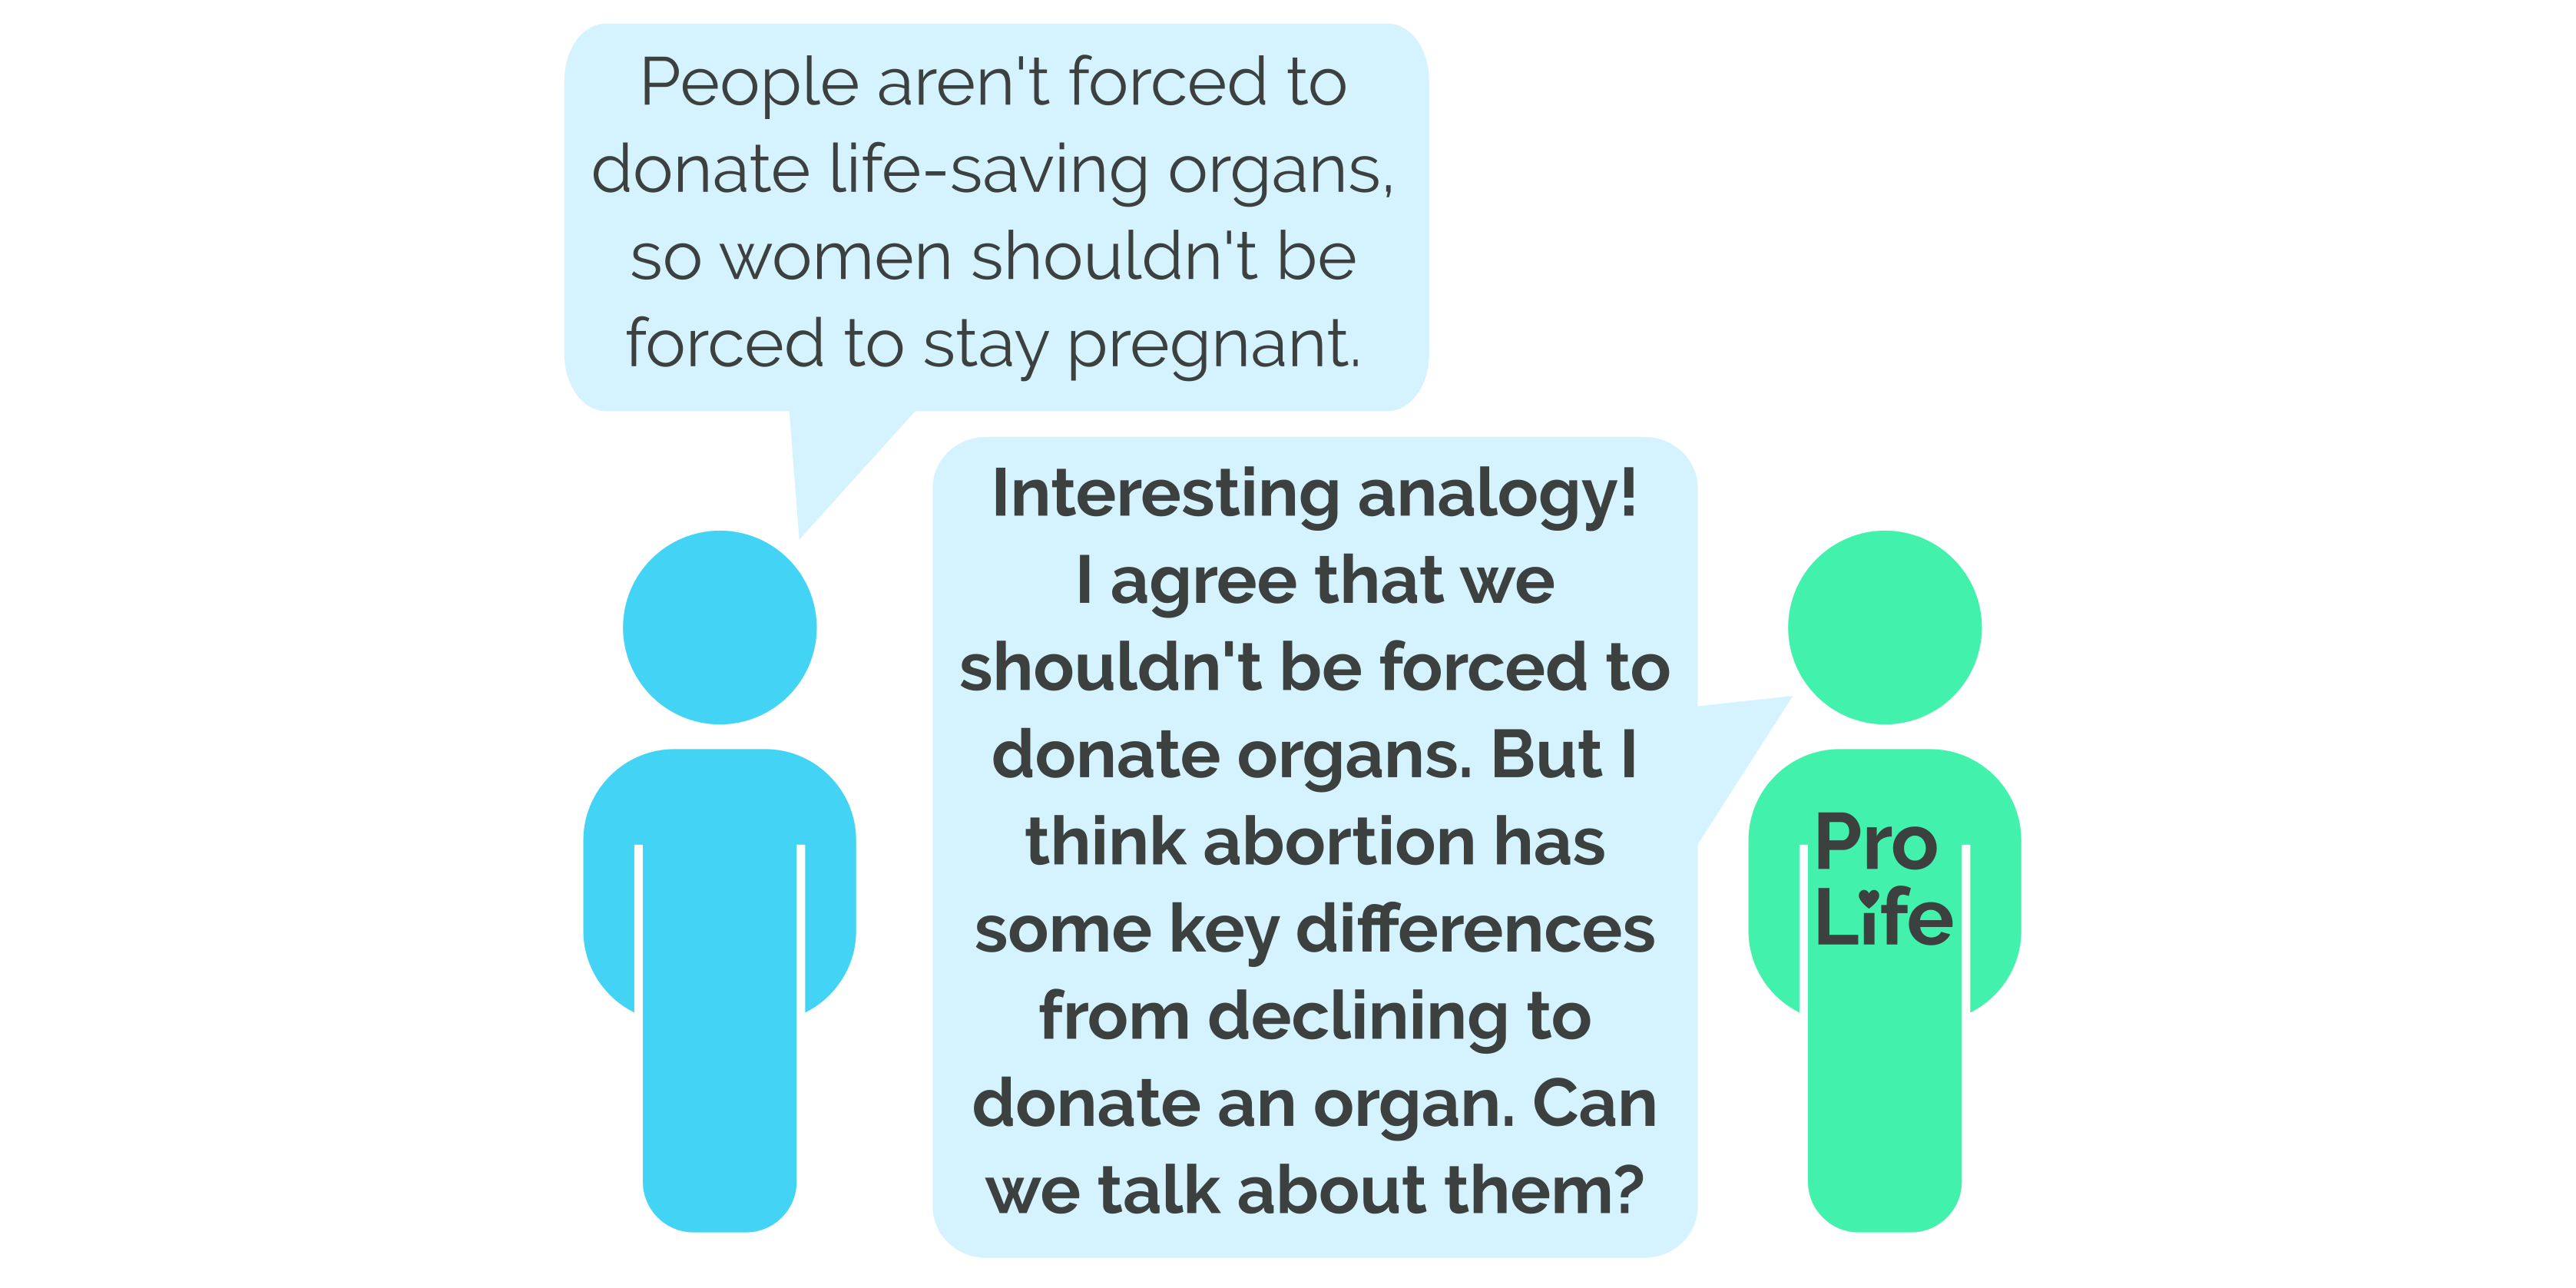 People aren't forced to
donate life-saving organs,
so women shouldn't be
forced to stay pregnant.
Interesting analogy!
I agree that we
shouldn't be forced to
donate organs. But I
think abortion has
some key differences
from declining to
donate an organ. Can
we talk about them?
Pro
Life